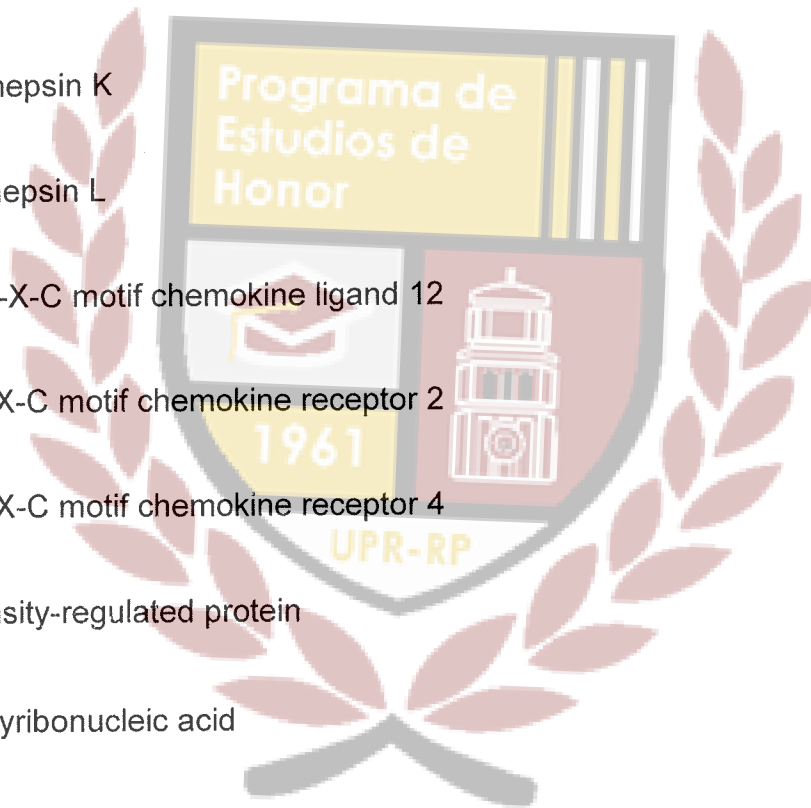 hepsin K
Programa de
Estudios de
Honor
epsin L
-X-C motif chemokine ligand 12
X-C motif chemokine receptor 2
1961
X-C motif chemokine receptor 4
UPR-RP
sity-regulated protein
yribonucleic acid